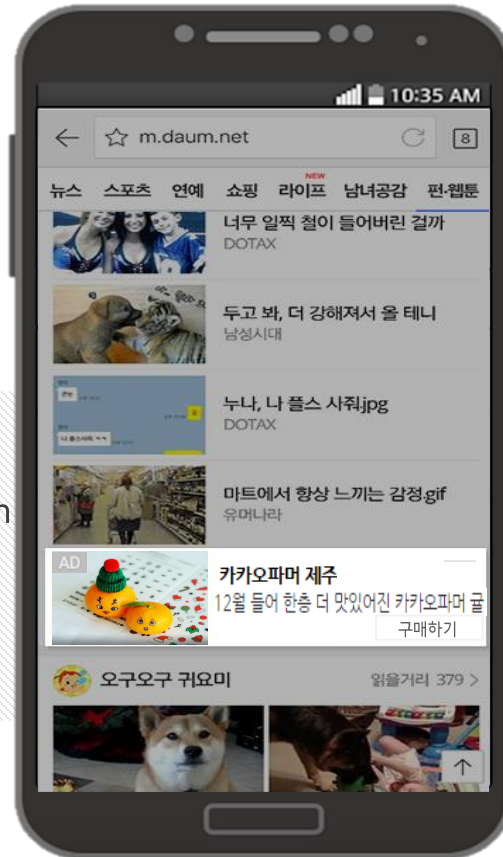 10:35 AM
m.daum.net
8
NEW
뉴스 스포츠 연예 쇼핑 라이프 남녀공감 펀·웹툰
너무 일찍 철이 들어버린 걸까
DOTAX
두고 봐, 더 강해져서 올 테니
남성시대
누나, 나 플스 사줘.jpg
DOTAX
나 플스사줘 ㅋㅋ
마트에서 항상 느끼는 감정.gif
유머나라
AD
카카오파머 제주
12월 들어 한층 더 맛있어진 카카오파머 귤
구매하기
오구오구 귀요미
읽을거리 379 >